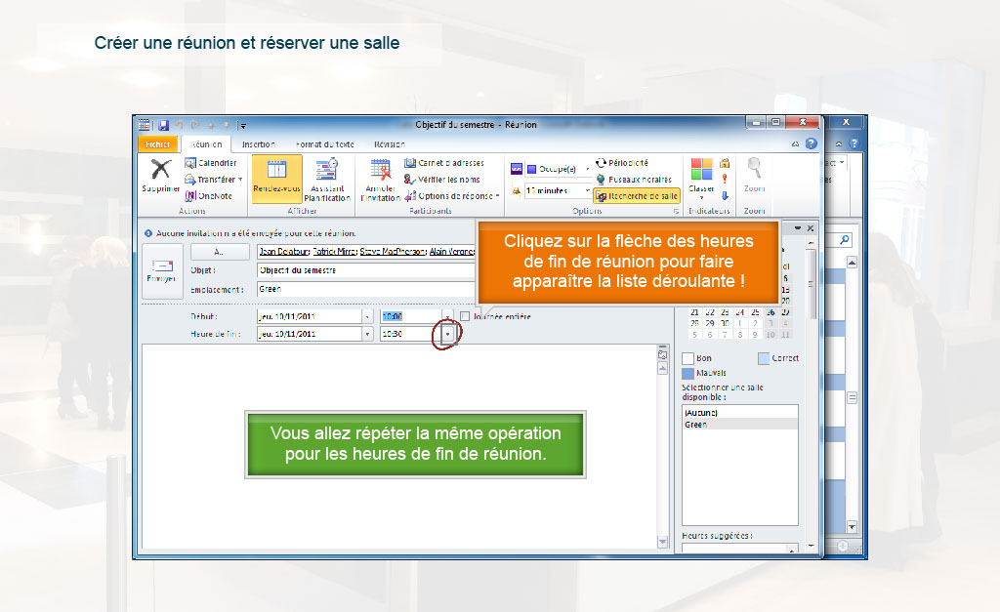 Créer une réunion et réserver une salle
Objectif du semestre - Réunion
Fichier Réunion Insertion Format du texte Révision
Supprimer
Calendrier
Transférer
OneNote
Actions
Rendez-vous
Assistant
Planification
Afficher
Annuler
l'invitation
Carnet d'adresses
Vérifier les noms
Options de réponse
Participants
Occupé(e)
15 minutes
Périodicité
Fuseaux horaires
Recherche de salle
Options
Classer
Indicateurs
Zoom
Zoom
Aucune invitation n'a été envoyée pour cette réunion.
Envoyer
À...
Jean Delatour; Patrick Mirre; Steve MacPherson; Alain Vergne;
Objet : Objectif du semestre
Emplacement : Green
Cliquez sur la flèche des heures
de fin de réunion pour faire
apparaître la liste déroulante !
Début : jeu. 10/11/2011 10:00 Journée entière
Heure de fin : jeu. 10/11/2011 10:30
21 22 23 24 25 26 27
28 29 30 1 2 3 4
5 6 7 8 9 10 11
Bon Correct
Mauvais
Sélectionner une salle
disponible :
(Aucune)
Green
Heures suggérées :
Vous allez répéter la même opération
pour les heures de fin de réunion.